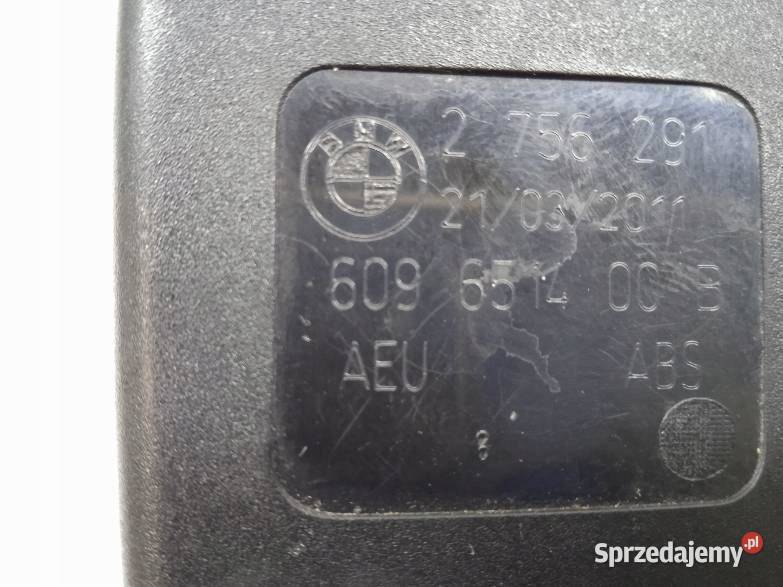 BMW
2 756 291
21/03/2011
609 6514 00 B
AEU ABS
Sprzedajemy.pl